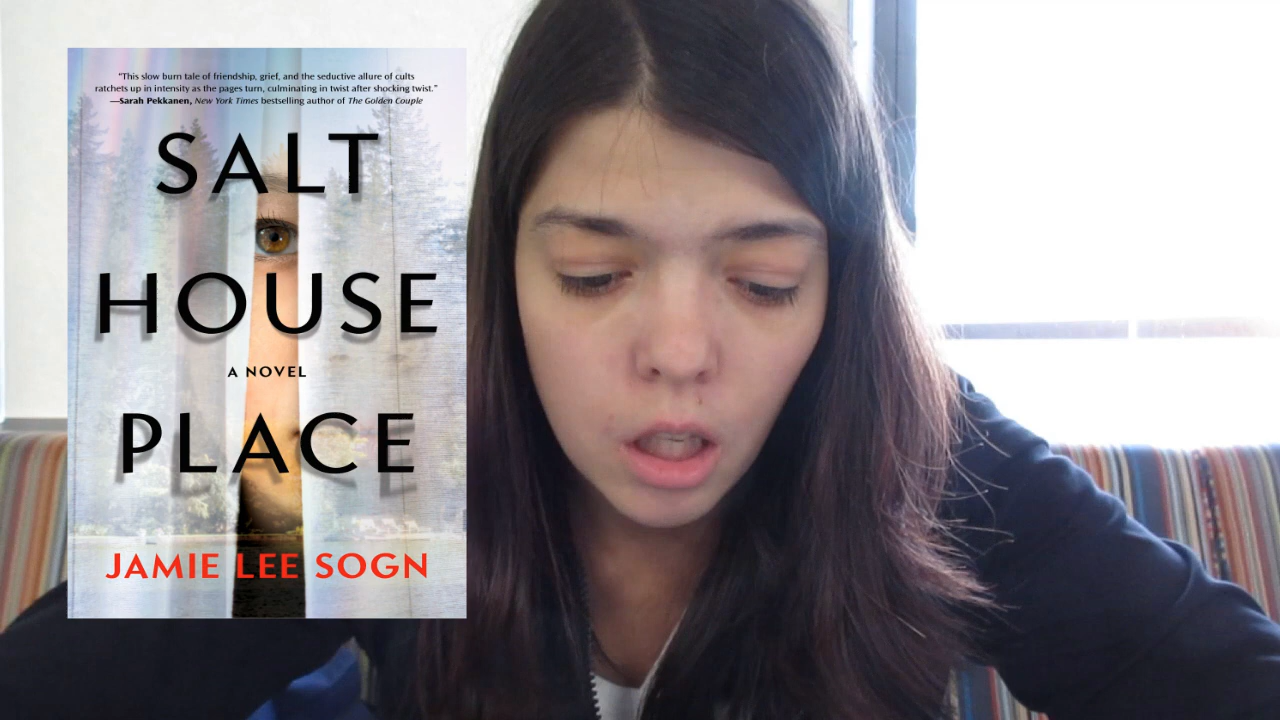 “This slow burn tale of friendship, grief, and the seductive allure of cults
ratchets up in intensity as the pages turn, culminating in twist after shocking twist.”
—Sarah Pekkanen, New York Times bestselling author of The Golden Couple
SALT
HOUSE
A NOVEL
PLACE
JAMIE LEE SOGN